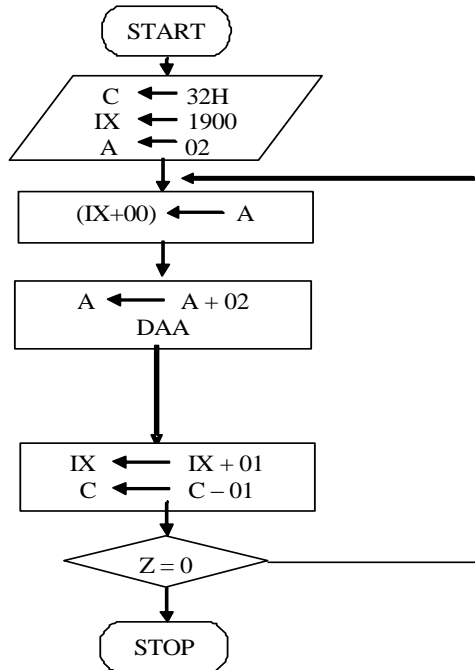 START
C ← 32H
IX ← 1900
A ← 02
(IX+00) ← A
A ← A + 02
DAA
IX ← IX + 01
C ← C – 01
Z = 0
STOP